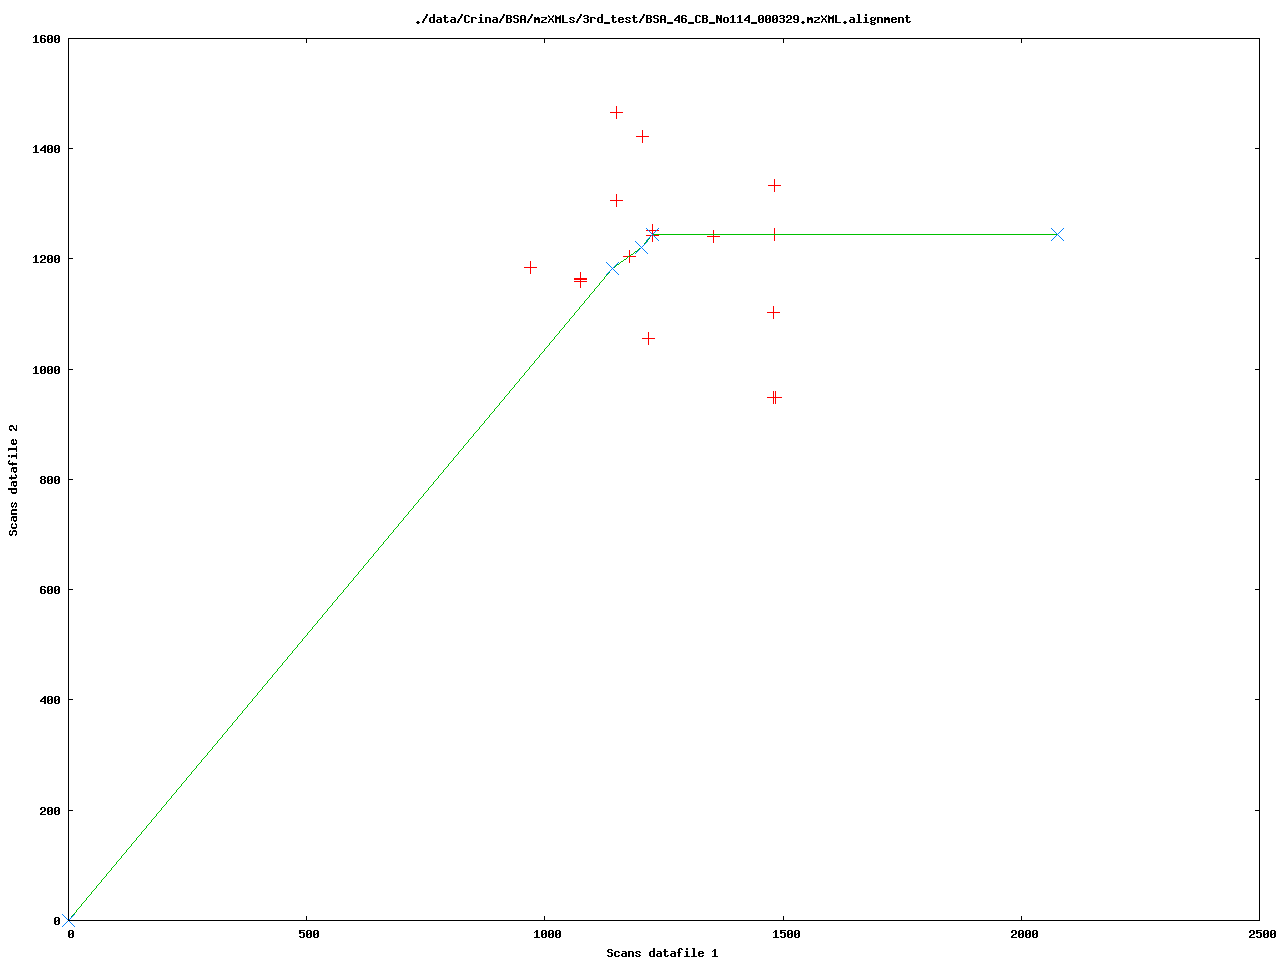 ./data/Crina/BSA/mzXMLs/3rd_test/BSA_46_CB_No114_000329.mzXML.alignment
1600
1400
1200
1000
800
600
400
200
0
Scans datafile 2
0 500 1000 1500 2000 2500
Scans datafile 1